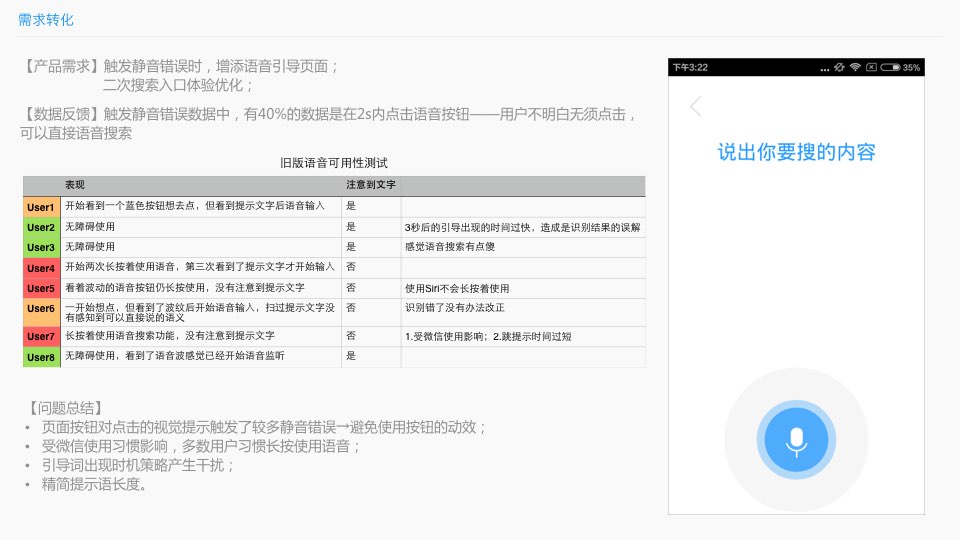 需求转化
【产品需求】触发静音错误时，增添语音引导页面；
二次搜索入口体验优化；
【数据反馈】触发静音错误数据中，有40%的数据是在2s内点击语音按钮——用户不明白无须点击，
可以直接语音搜索
旧版语音可用性测试
表现 注意到文字
User1 开始看到一个蓝色按钮想去点，但看到提示文字后语音输入 是
User2 无障碍使用 是 3秒后的引导出现的时间过快，造成是识别结果的误解
User3 无障碍使用 是 感觉语音搜索有点傻
User4 开始两次长按着使用语音，第三次看到了提示文字才开始输入 否
User5 看着波动的语音按钮仍长按使用，没有注意到提示文字 否 使用Siri不会长按着使用
User6 一开始想点，但看到了波纹后开始语音输入，扫过提示文字没 否 识别错了没有办法改正
有感知到可以直接说的语义
User7 长按着使用语音搜索功能，没有注意到提示文字 否 1.受微信使用影响；2.跳提示时间过短
User8 无障碍使用，看到了语音波感觉已经开始语音监听 是
【问题总结】
• 页面按钮对点击的视觉提示触发了较多静音错误→避免使用按钮的动效；
• 受微信使用习惯影响，多数用户习惯长按使用语音；
• 引导词出现时机策略产生干扰；
• 精简提示语长度。
下午3:22 ... 35%
说出你要搜的内容